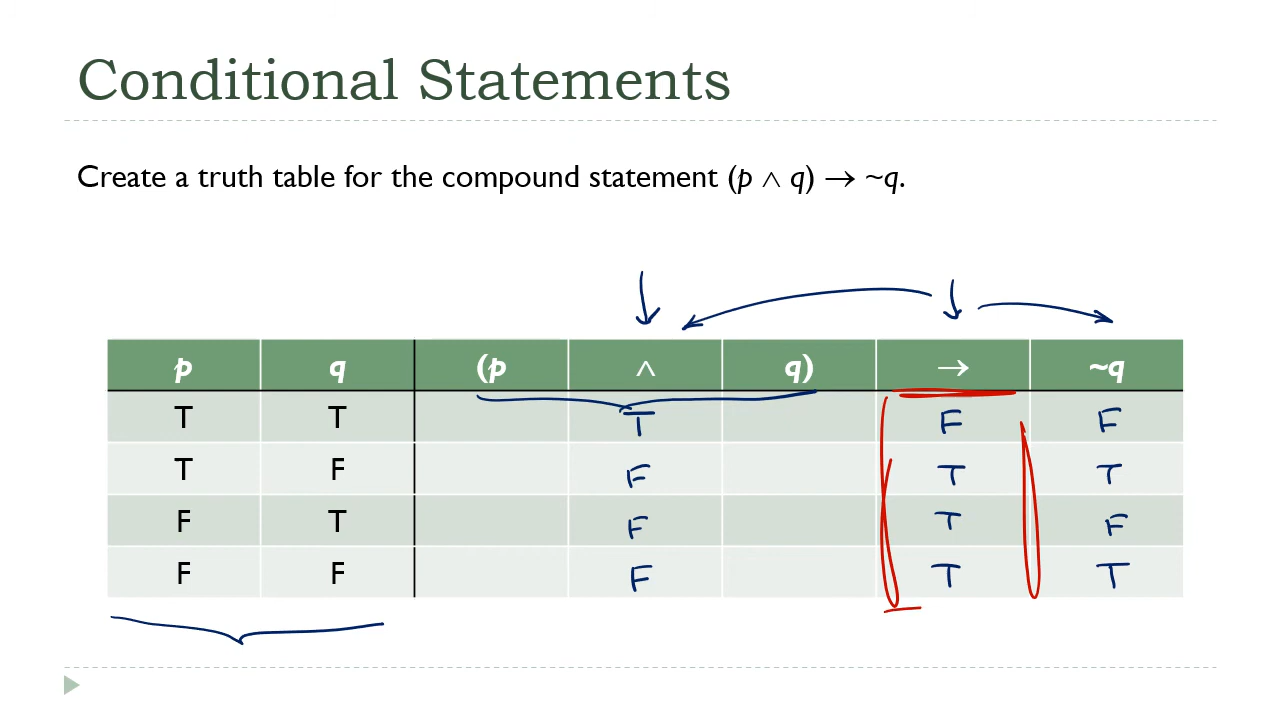 Conditional Statements
Create a truth table for the compound statement (p ∧ q) → ~q.
p q (p ∧ q) → ~q
T T T F F
T F F T T
F T F T F
F F F T T